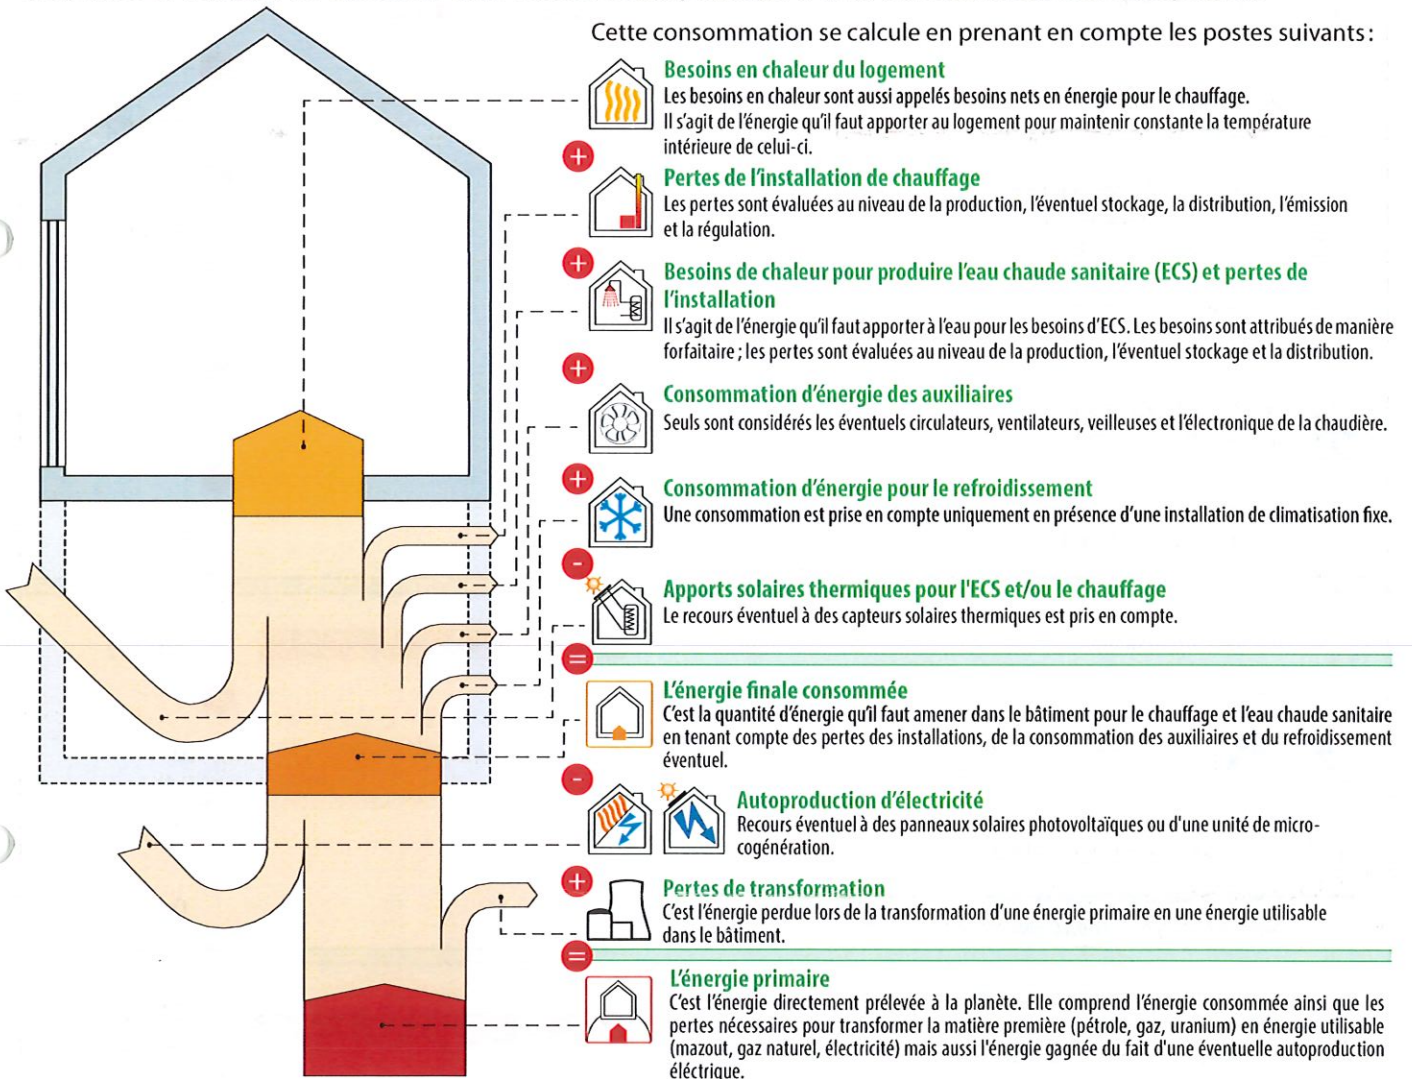 Cette consommation se calcule en prenant en compte les postes suivants :
Besoins en chaleur du logement
Les besoins en chaleur sont aussi appelés besoins nets en énergie pour le chauffage.
Il s'agit de l'énergie qu'il faut apporter au logement pour maintenir constante la température
intérieure de celui-ci.
+
Pertes de l'installation de chauffage
Les pertes sont évaluées au niveau de la production, l'éventuel stockage, la distribution, l'émission
et la régulation.
+
Besoins de chaleur pour produire l'eau chaude sanitaire (ECS) et pertes de
l'installation
Il s'agit de l'énergie qu'il faut apporter à l'eau pour les besoins d'ECS. Les besoins sont attribués de manière
forfaitaire ; les pertes sont évaluées au niveau de la production, l'éventuel stockage et la distribution.
+
Consommation d'énergie des auxiliaires
Seuls sont considérés les éventuels circulateurs, ventilateurs, veilleuses et l'électronique de la chaudière.
+
Consommation d'énergie pour le refroidissement
Une consommation est prise en compte uniquement en présence d'une installation de climatisation fixe.
-
Apports solaires thermiques pour l'ECS et/ou le chauffage
Le recours éventuel à des capteurs solaires thermiques est pris en compte.
=
L'énergie finale consommée
C'est la quantité d'énergie qu'il faut amener dans le bâtiment pour le chauffage et l'eau chaude sanitaire
en tenant compte des pertes des installations, de la consommation des auxiliaires et du refroidissement
éventuel.
-
Autoproduction d'électricité
Recours éventuel à des panneaux solaires photovoltaïques ou d'une unité de micro-
cogénération.
+
Pertes de transformation
C'est l'énergie perdue lors de la transformation d'une énergie primaire en une énergie utilisable
dans le bâtiment.
=
L'énergie primaire
C'est l'énergie directement prélevée à la planète. Elle comprend l'énergie consommée ainsi que les
pertes nécessaires pour transformer la matière première (pétrole, gaz, uranium) en énergie utilisable
(mazout, gaz naturel, électricité) mais aussi l'énergie gagnée du fait d'une éventuelle autoproduction
éléctrique.